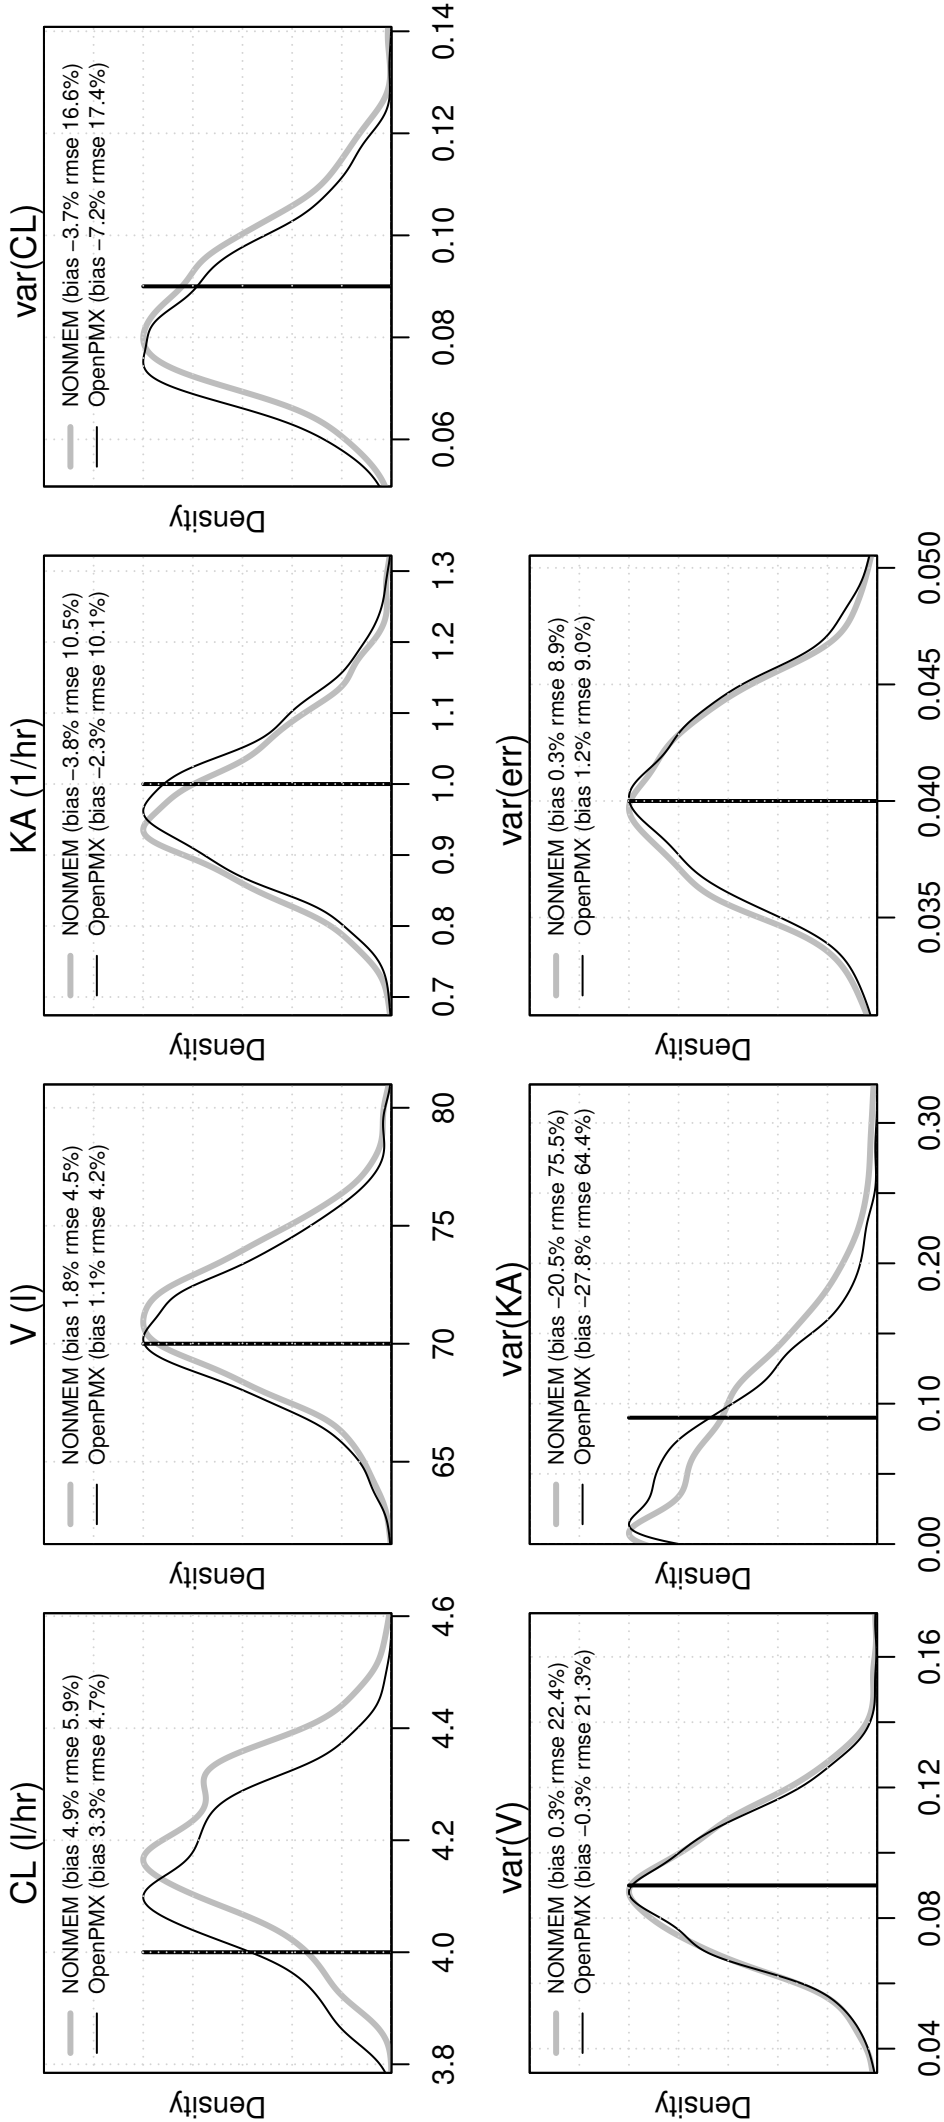 CL (l/hr)
NONMEM (bias 4.9% rmse 5.9%)
OpenPMX (bias 3.3% rmse 4.7%)
Density
3.8 4.0 4.2 4.4 4.6
V (l)
NONMEM (bias 1.8% rmse 4.5%)
OpenPMX (bias 1.1% rmse 4.2%)
Density
65 70 75 80
KA (1/hr)
NONMEM (bias −3.8% rmse 10.5%)
OpenPMX (bias −2.3% rmse 10.1%)
Density
0.7 0.8 0.9 1.0 1.1 1.2 1.3
var(CL)
NONMEM (bias −3.7% rmse 16.6%)
OpenPMX (bias −7.2% rmse 17.4%)
Density
0.06 0.08 0.10 0.12 0.14
var(V)
NONMEM (bias 0.3% rmse 22.4%)
OpenPMX (bias −0.3% rmse 21.3%)
Density
0.04 0.08 0.12 0.16
var(KA)
NONMEM (bias −20.5% rmse 75.5%)
OpenPMX (bias −27.8% rmse 64.4%)
Density
0.00 0.10 0.20 0.30
var(err)
NONMEM (bias 0.3% rmse 8.9%)
OpenPMX (bias 1.2% rmse 9.0%)
Density
0.035 0.040 0.045 0.050